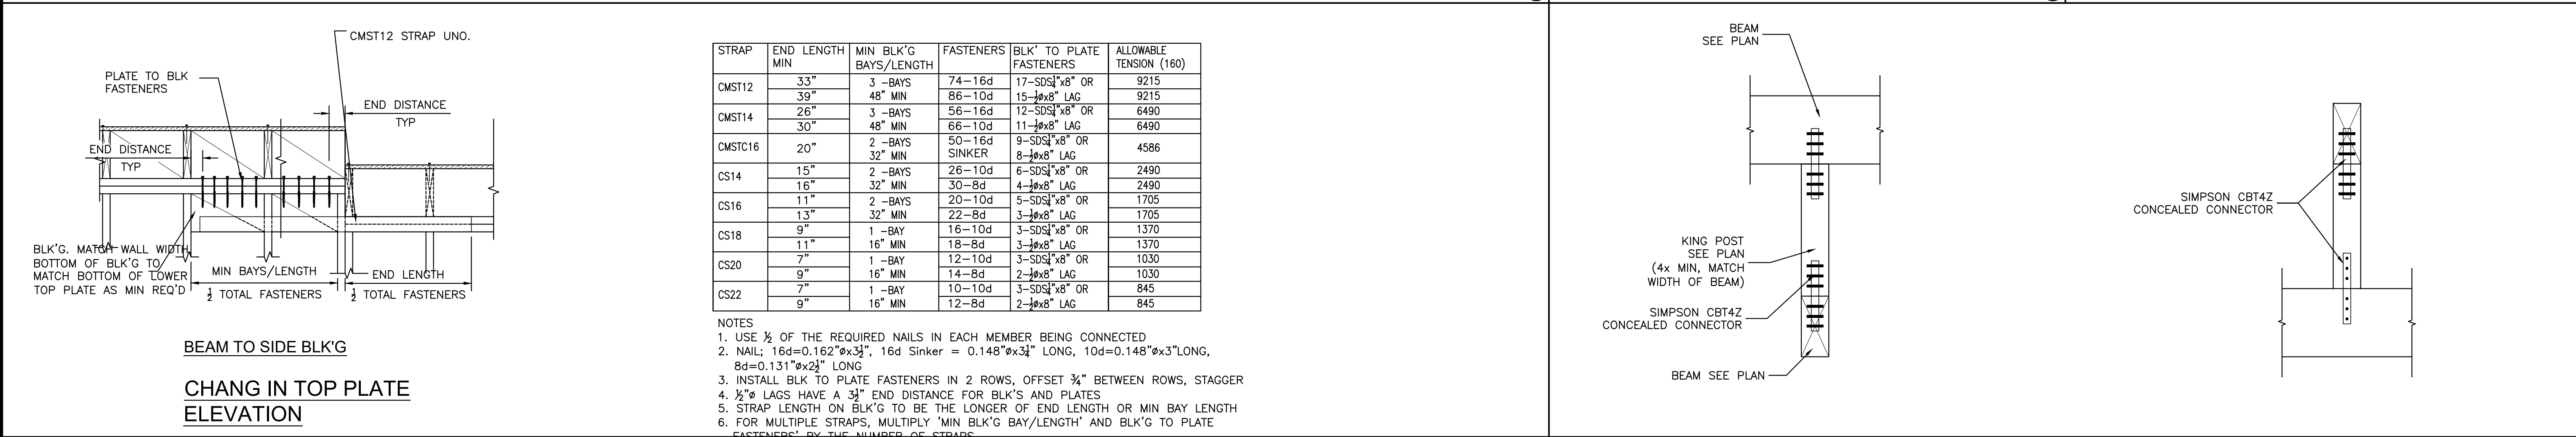 CMST12 STRAP UNO.
PLATE TO BLK
FASTENERS
END DISTANCE
TYP
END DISTANCE
TYP
BLK'G. MATCH WALL WIDTH,
BOTTOM OF BLK'G TO
MATCH BOTTOM OF LOWER
TOP PLATE AS MIN REQ'D
MIN BAYS/LENGTH
½ TOTAL FASTENERS
END LENGTH
½ TOTAL FASTENERS
BEAM TO SIDE BLK'G
CHANG IN TOP PLATE
ELEVATION
STRAP END LENGTH MIN MIN BLK'G BAYS/LENGTH FASTENERS BLK' TO PLATE FASTENERS ALLOWABLE TENSION (160)
CMST12 33" 3 -BAYS 74-16d 17-SDS¼"x8" OR 9215
39" 48" MIN 86-10d 15-½øx8" LAG 9215
CMST14 26" 3 -BAYS 56-16d 12-SDS¼"x8" OR 6490
30" 48" MIN 66-10d 11-½øx8" LAG 6490
CMSTC16 20" 2 -BAYS 50-16d 9-SDS¼"x8" OR 4586
32" MIN SINKER 8-½øx8" LAG
CS14 15" 2 -BAYS 26-10d 6-SDS¼"x8" OR 2490
16" 32" MIN 30-8d 4-½øx8" LAG 2490
CS16 11" 2 -BAYS 20-10d 5-SDS¼"x8" OR 1705
13" 32" MIN 22-8d 3-½øx8" LAG 1705
CS18 9" 1 -BAY 16-10d 3-SDS¼"x8" OR 1370
11" 16" MIN 18-8d 3-½øx8" LAG 1370
CS20 7" 1 -BAY 12-10d 3-SDS¼"x8" OR 1030
9" 16" MIN 14-8d 2-½øx8" LAG 1030
CS22 7" 1 -BAY 10-10d 3-SDS¼"x8" OR 845
9" 16" MIN 12-8d 2-½øx8" LAG 845
NOTES
1. USE ½ OF THE REQUIRED NAILS IN EACH MEMBER BEING CONNECTED
2. NAIL; 16d=0.162"øx3½", 16d Sinker = 0.148"øx3¼" LONG, 10d=0.148"øx3"LONG,
8d=0.131"øx2½" LONG
3. INSTALL BLK TO PLATE FASTENERS IN 2 ROWS, OFFSET ¾" BETWEEN ROWS, STAGGER
4. ½"ø LAGS HAVE A 3½" END DISTANCE FOR BLK'S AND PLATES
5. STRAP LENGTH ON BLK'G TO BE THE LONGER OF END LENGTH OR MIN BAY LENGTH
6. FOR MULTIPLE STRAPS, MULTIPLY 'MIN BLK'G BAY/LENGTH' AND BLK'G TO PLATE
FASTENERS' BY THE NUMBER OF STRAPS
BEAM
SEE PLAN
KING POST
SEE PLAN
(4x MIN, MATCH
WIDTH OF BEAM)
SIMPSON CBT4Z
CONCEALED CONNECTOR
BEAM SEE PLAN
SIMPSON CBT4Z
CONCEALED CONNECTOR